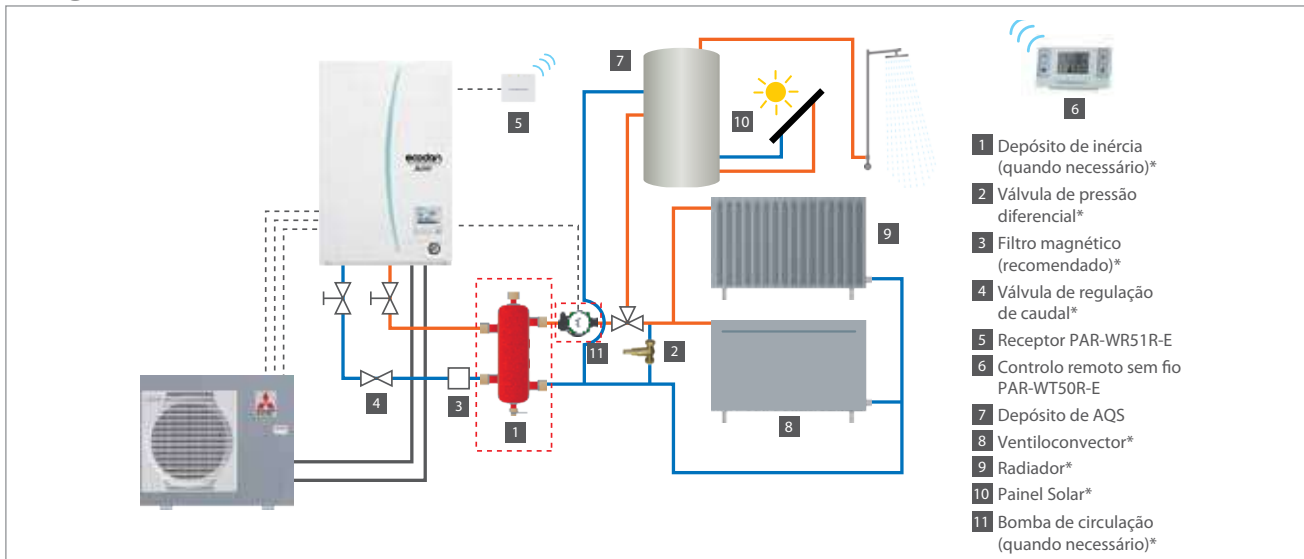 7
5
10
6
9
4
3
1
11
2
8
ecodan
1 Depósito de inércia
(quando necessário)*
2 Válvula de pressão
diferencial*
3 Filtro magnético
(recomendado)*
4 Válvula de regulação
de caudal*
5 Receptor PAR-WR51R-E
6 Controlo remoto sem fio
PAR-WT50R-E
7 Depósito de AQS
8 Ventiloconvector*
9 Radiador*
10 Painel Solar*
11 Bomba de circulação
(quando necessário)*